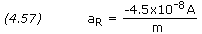 (4.57) a_R = -4.5x10^-8 A / m